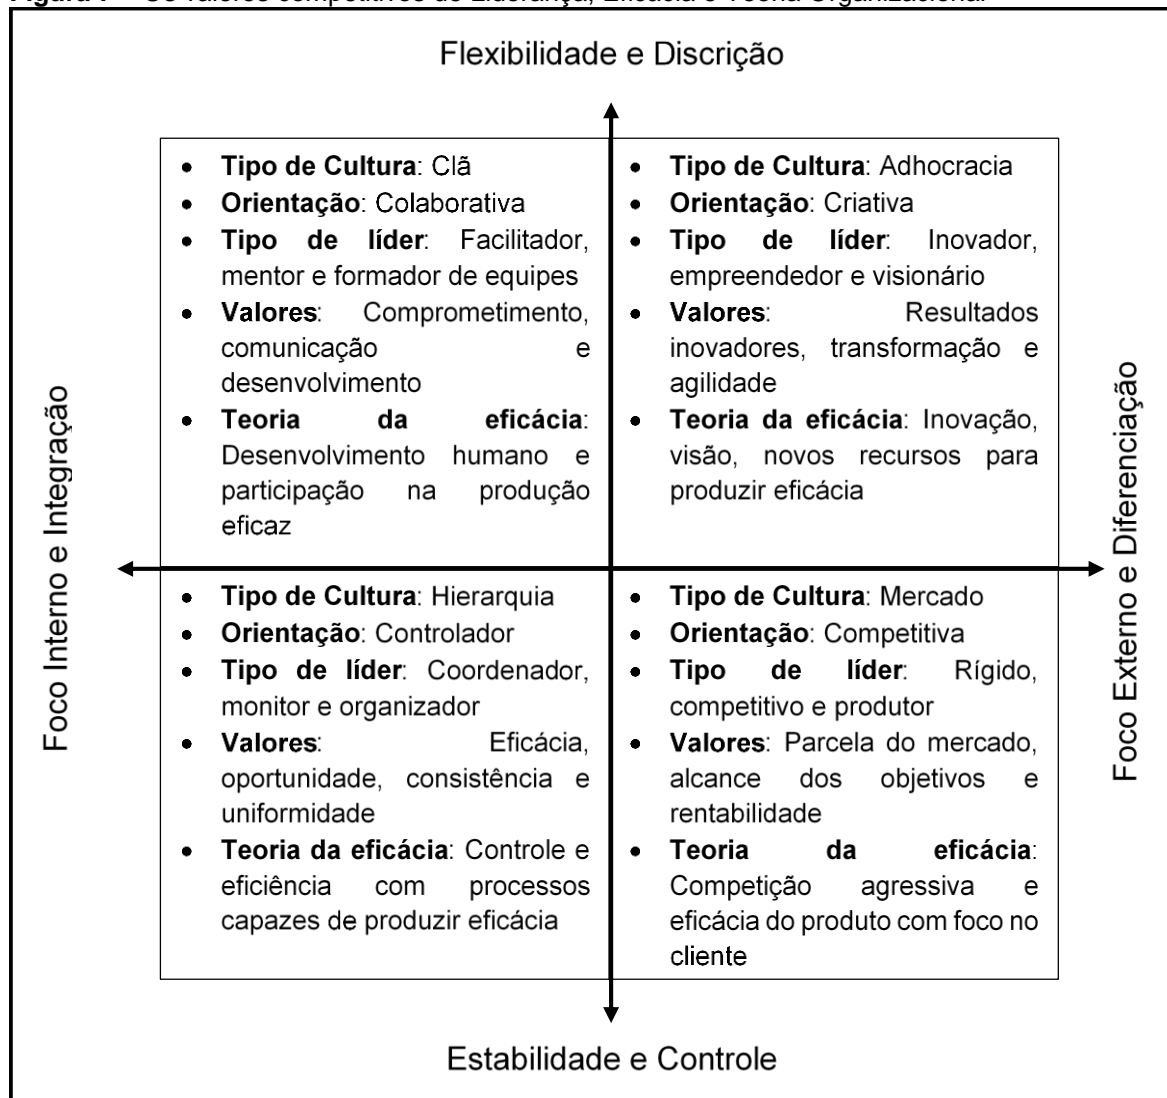 Flexibilidade e Discrição
Foco Interno e Integração
• Tipo de Cultura: Clã
• Orientação: Colaborativa
• Tipo de líder: Facilitador,
mentor e formador de equipes
• Valores: Comprometimento,
comunicação e
desenvolvimento
• Teoria da eficácia:
Desenvolvimento humano e
participação na produção
eficaz
• Tipo de Cultura: Adhocracia
• Orientação: Criativa
• Tipo de líder: Inovador,
empreendedor e visionário
• Valores: Resultados
inovadores, transformação e
agilidade
• Teoria da eficácia: Inovação,
visão, novos recursos para
produzir eficácia
• Tipo de Cultura: Hierarquia
• Orientação: Controlador
• Tipo de líder: Coordenador,
monitor e organizador
• Valores: Eficácia,
oportunidade, consistência e
uniformidade
• Teoria da eficácia: Controle e
eficiência com processos
capazes de produzir eficácia
• Tipo de Cultura: Mercado
• Orientação: Competitiva
• Tipo de líder: Rígido,
competitivo e produtor
• Valores: Parcela do mercado,
alcance dos objetivos e
rentabilidade
• Teoria da eficácia:
Competição agressiva e
eficácia do produto com foco no
cliente
Foco Externo e Diferenciação
Estabilidade e Controle